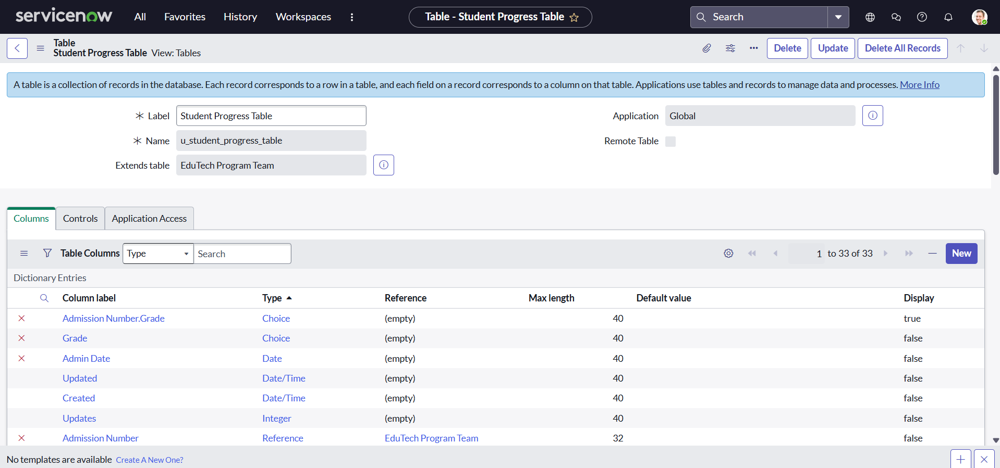 servicenow All Favorites History Workspaces Table - Student Progress Table Search
Table
Student Progress Table View: Tables Delete Update Delete All Records
A table is a collection of records in the database. Each record corresponds to a row in a table, and each field on a record corresponds to a column on that table. Applications use tables and records to manage data and processes. More Info
Label Student Progress Table Application Global
Name u_student_progress_table Remote Table
Extends table EduTech Program Team
Columns Controls Application Access
Table Columns Type Search 1 to 33 of 33 New
Dictionary Entries
Column label Type Reference Max length Default value Display
Admission Number.Grade Choice (empty) 40 true
Grade Choice (empty) 40 false
Admin Date Date (empty) 40 false
Updated Date/Time (empty) 40 false
Created Date/Time (empty) 40 false
Updates Integer (empty) 40 false
Admission Number Reference EduTech Program Team 32 false
No templates are available Create A New One?